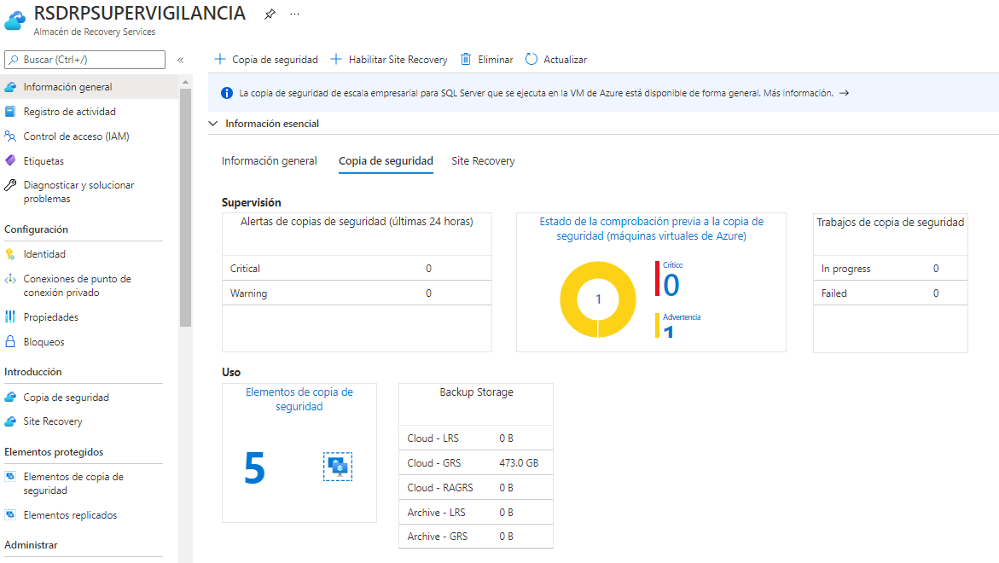 RSDRPSUPERVIGILANCIA
Almacén de Recovery Services
Buscar (Ctrl+/)
Información general
Registro de actividad
Control de acceso (IAM)
Etiquetas
Diagnosticar y solucionar
problemas
Configuración
Identidad
Conexiones de punto de
conexión privado
Propiedades
Bloqueos
Introducción
Copia de seguridad
Site Recovery
Elementos protegidos
Elementos de copia de
seguridad
Elementos replicados
Administrar
Copia de seguridad Habilitar Site Recovery Eliminar Actualizar
La copia de seguridad de escala empresarial para SQL Server que se ejecuta en la VM de Azure está disponible de forma general. Más información. →
Información esencial
Información general Copia de seguridad Site Recovery
Supervisión
Alertas de copias de seguridad (últimas 24 horas)
Critical 0
Warning 0
Estado de la comprobación previa a la copia de
seguridad (máquinas virtuales de Azure)
1
Crítico
0
Advertencia
1
Trabajos de copia de seguridad
In progress 0
Failed 0
Uso
Elementos de copia de
seguridad
5
Backup Storage
Cloud - LRS 0 B
Cloud - GRS 473.0 GB
Cloud - RAGRS 0 B
Archive - LRS 0 B
Archive - GRS 0 B